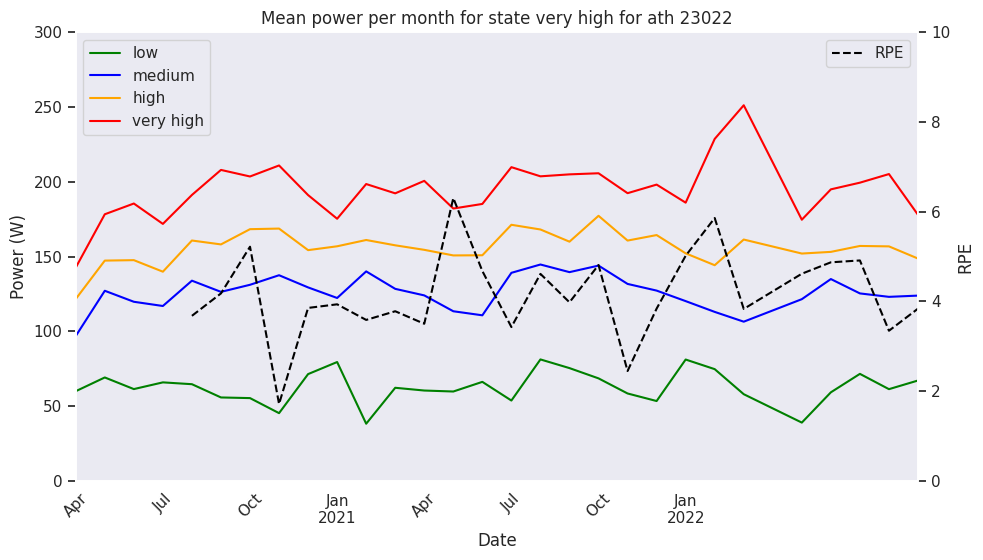 Mean power per month for state very high for ath 23022
300
250
200
150
100
50
0
Power (W)
low
medium
high
very high
RPE
10
8
6
4
2
0
RPE
Apr
Jul
Oct
Jan
2021
Apr
Jul
Oct
Jan
2022
Date